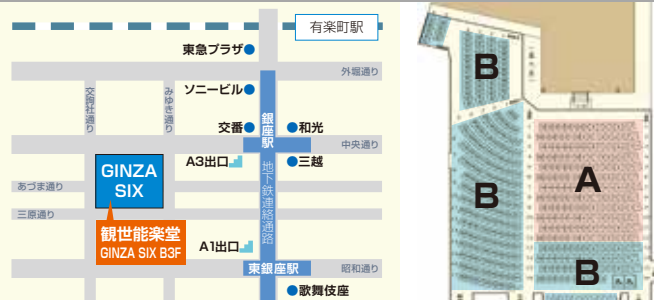 有楽町駅
東急プラザ
外堀通り
ソニービル
交詢社通り
みゆき通り
銀座駅
交番
和光
中央通り
A3出口
三越
GINZA
SIX
地下鉄連絡通路
あづま通り
三原通り
観世能楽堂
GINZA SIX B3F
A1出口
東銀座駅
昭和通り
歌舞伎座
B
B
A
B